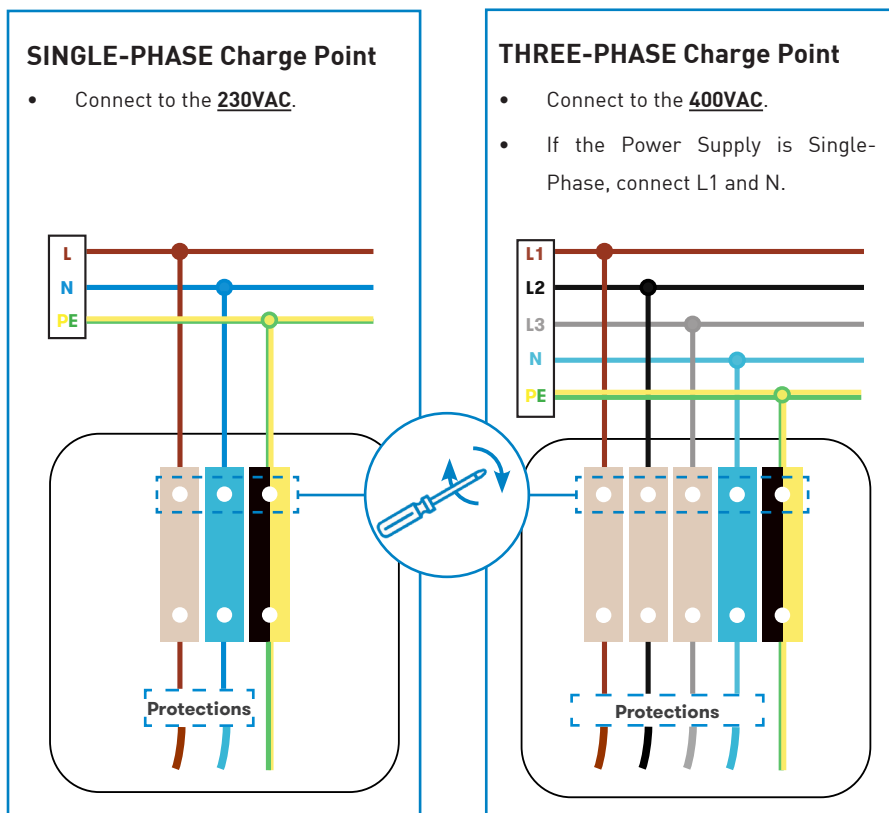 SINGLE-PHASE Charge Point
• Connect to the 230VAC.
L
N
PE
Protections
THREE-PHASE Charge Point
• Connect to the 400VAC.
• If the Power Supply is Single-
Phase, connect L1 and N.
L1
L2
L3
N
PE
Protections